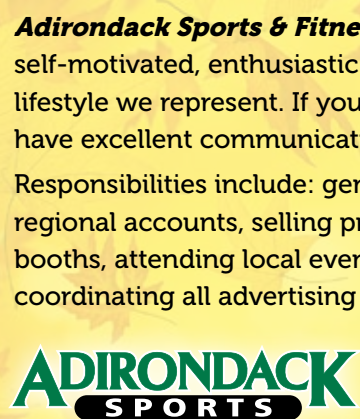 Adirondack Sports & Fitne
self-motivated, enthusiastic
lifestyle we represent. If you
have excellent communicat
Responsibilities include: gen
regional accounts, selling pr
booths, attending local even
coordinating all advertising
ADIRONDACK
SPORTS